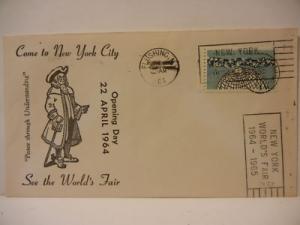 Come to New York City
"Peace through Understanding"
Opening Day
22 APRIL 1964
See the World's Fair
FLUSHING
NEW YORK
NEW YORK
WORLD'S FAIR
1964 - 1965